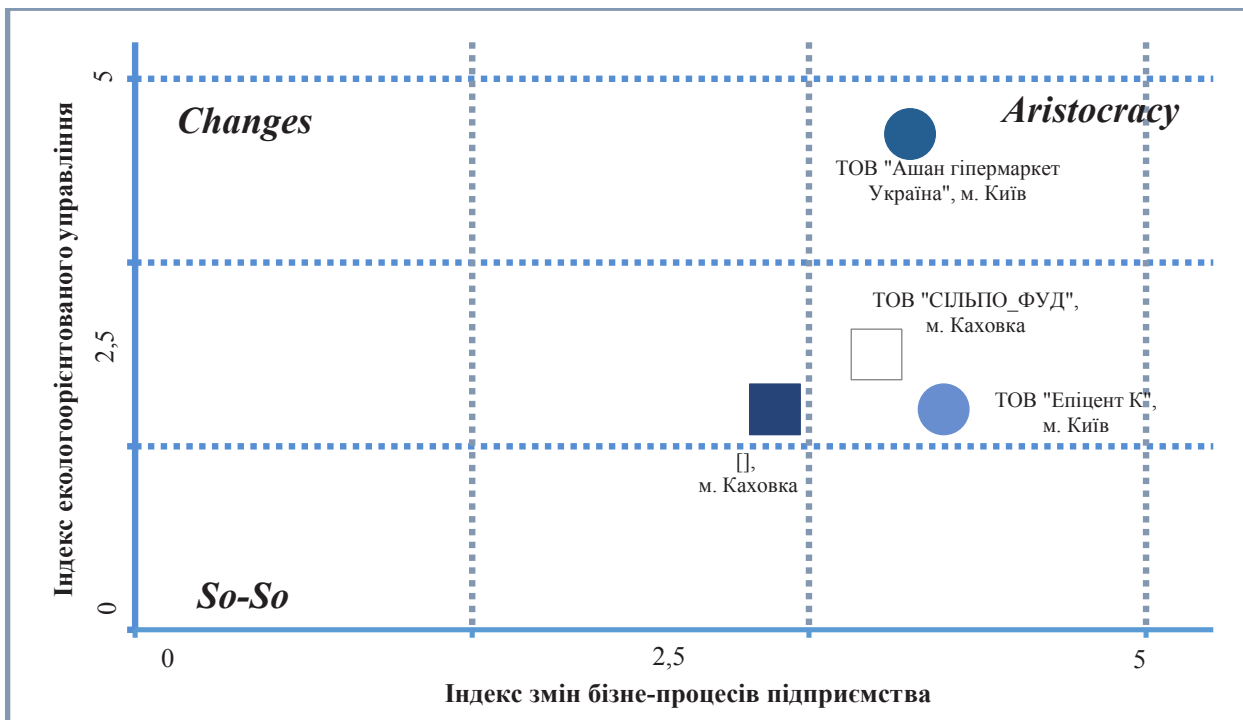 Індекс екологоорієнтованого управління
5
2,5
0
Changes
Aristocracy
ТОВ "Ашан гіпермаркет
Україна", м. Київ
ТОВ "СІЛЬПО_ФУД",
м. Каховка
ТОВ "Епіцент К",
м. Київ
[],
м. Каховка
So-So
0
2,5
5
Індекс змін бізне-процесів підприємства